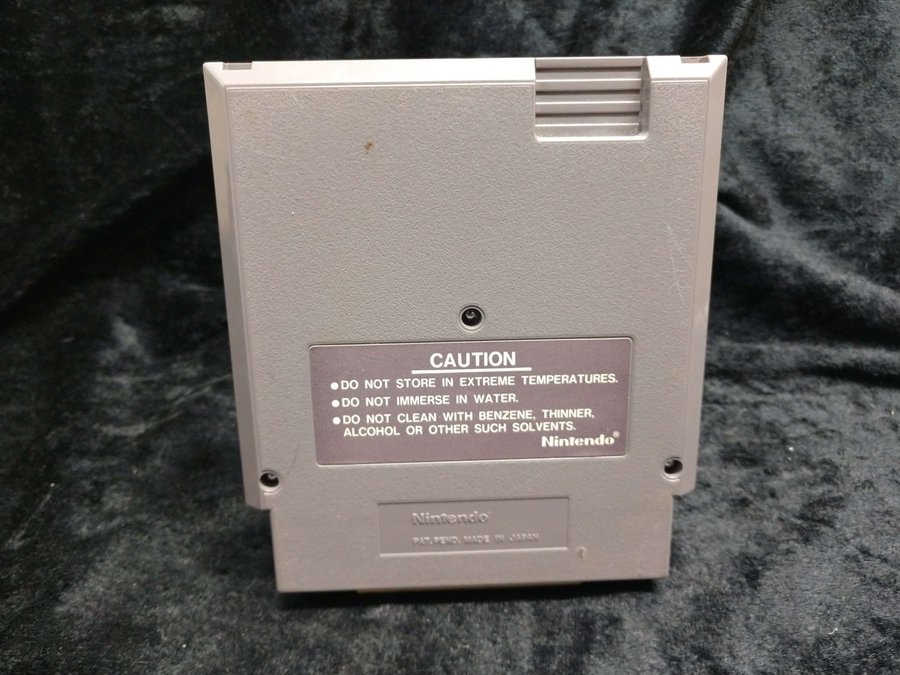 CAUTION
●DO NOT STORE IN EXTREME TEMPERATURES.
●DO NOT IMMERSE IN WATER.
●DO NOT CLEAN WITH BENZENE, THINNER,
ALCOHOL OR OTHER SUCH SOLVENTS.
Nintendo®
Nintendo®
PAT. PEND. MADE IN JAPAN